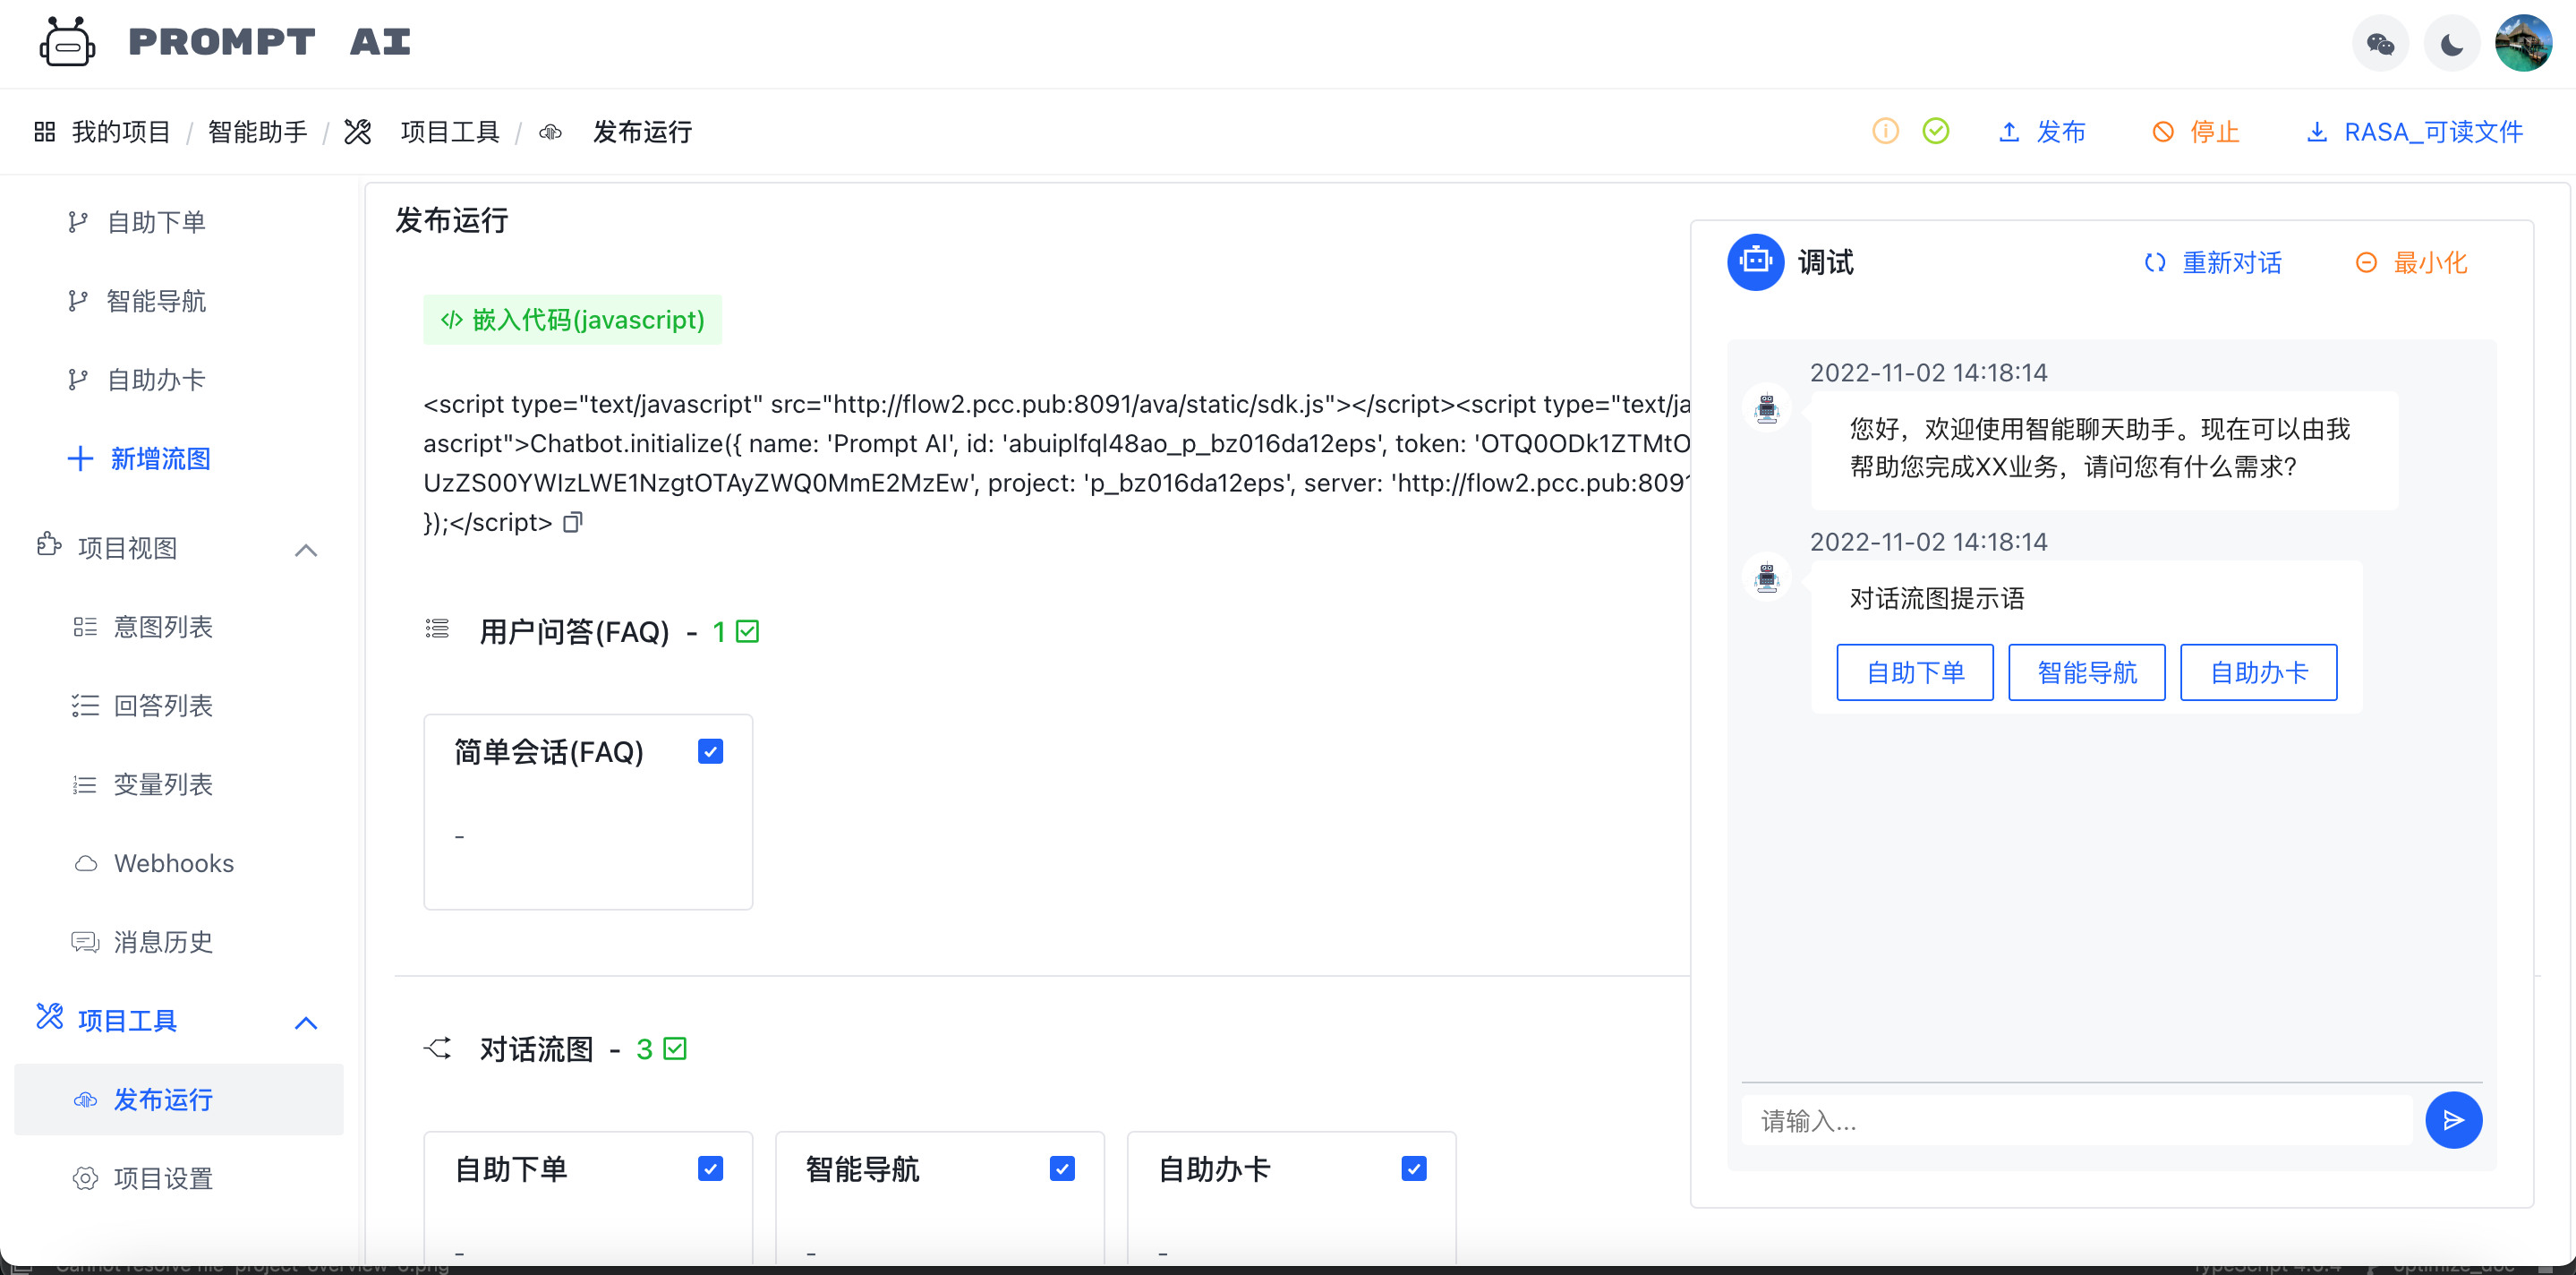 PROMPT AI
我的项目 / 智能助手 / 项目工具 / 发布运行
发布
停止
RASA_可读文件
自助下单
智能导航
自助办卡
新增流图
项目视图
意图列表
回答列表
变量列表
Webhooks
消息历史
项目工具
发布运行
项目设置
发布运行
</> 嵌入代码(javascript)
<script type="text/javascript" src="http://flow2.pcc.pub:8091/ava/static/sdk.js"></script><script type="text/ja
ascript">Chatbot.initialize({ name: 'Prompt AI', id: 'abuiplfql48ao_p_bz016da12eps', token: 'OTQ0ODk1ZTMtO
UzZS00YWIzLWE1NzgtOTAyZWQ0MmE2MzEw', project: 'p_bz016da12eps', server: 'http://flow2.pcc.pub:809
});</script>
用户问答(FAQ) - 1
简单会话(FAQ)
-
对话流图 - 3
自助下单
-
智能导航
-
自助办卡
-
调试
重新对话
最小化
2022-11-02 14:18:14
您好，欢迎使用智能聊天助手。现在可以由我
帮助您完成XX业务，请问您有什么需求?
2022-11-02 14:18:14
对话流图提示语
自助下单
智能导航
自助办卡
请输入...